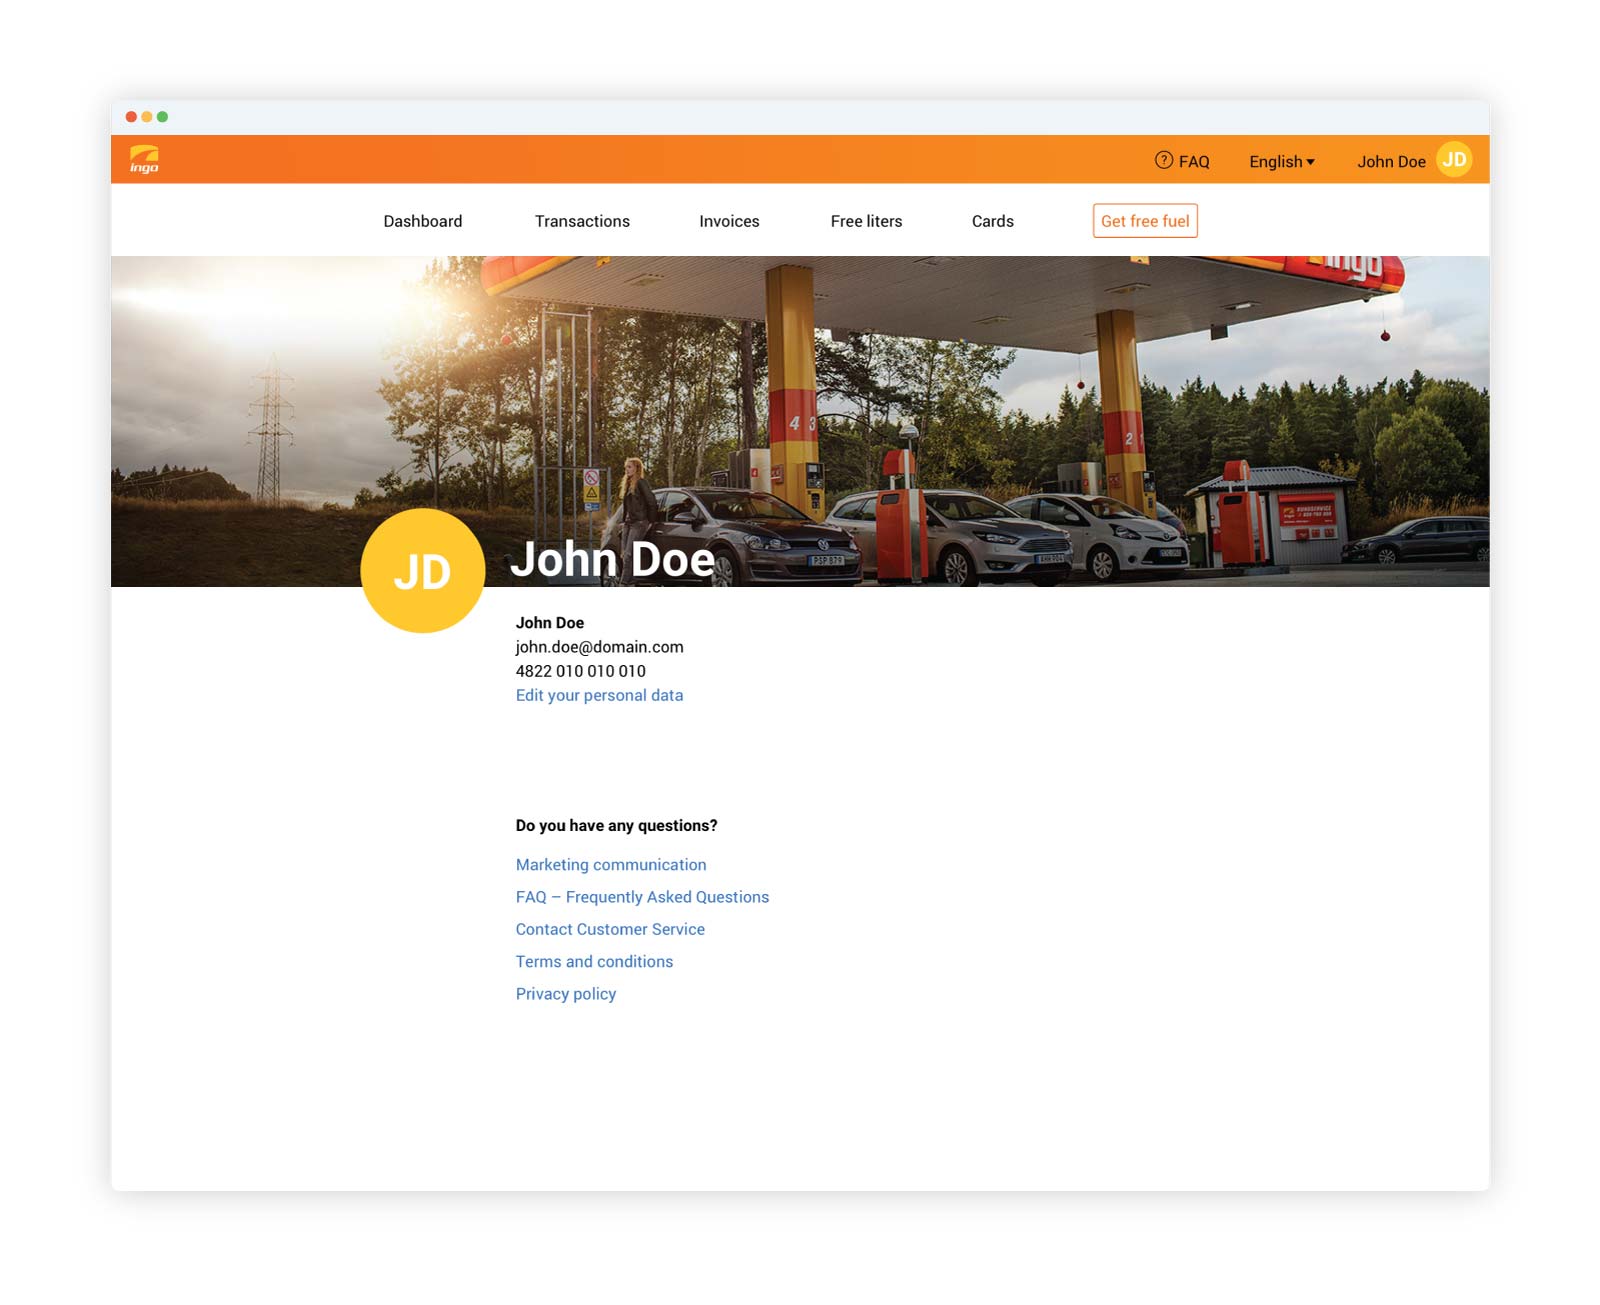 ingo
FAQ
English
John Doe
JD
Dashboard
Transactions
Invoices
Free liters
Cards
Get free fuel
ingo
4 3
2
PSP 879
JD
John Doe
John Doe
john.doe@domain.com
4822 010 010 010
Edit your personal data
Do you have any questions?
Marketing communication
FAQ – Frequently Asked Questions
Contact Customer Service
Terms and conditions
Privacy policy